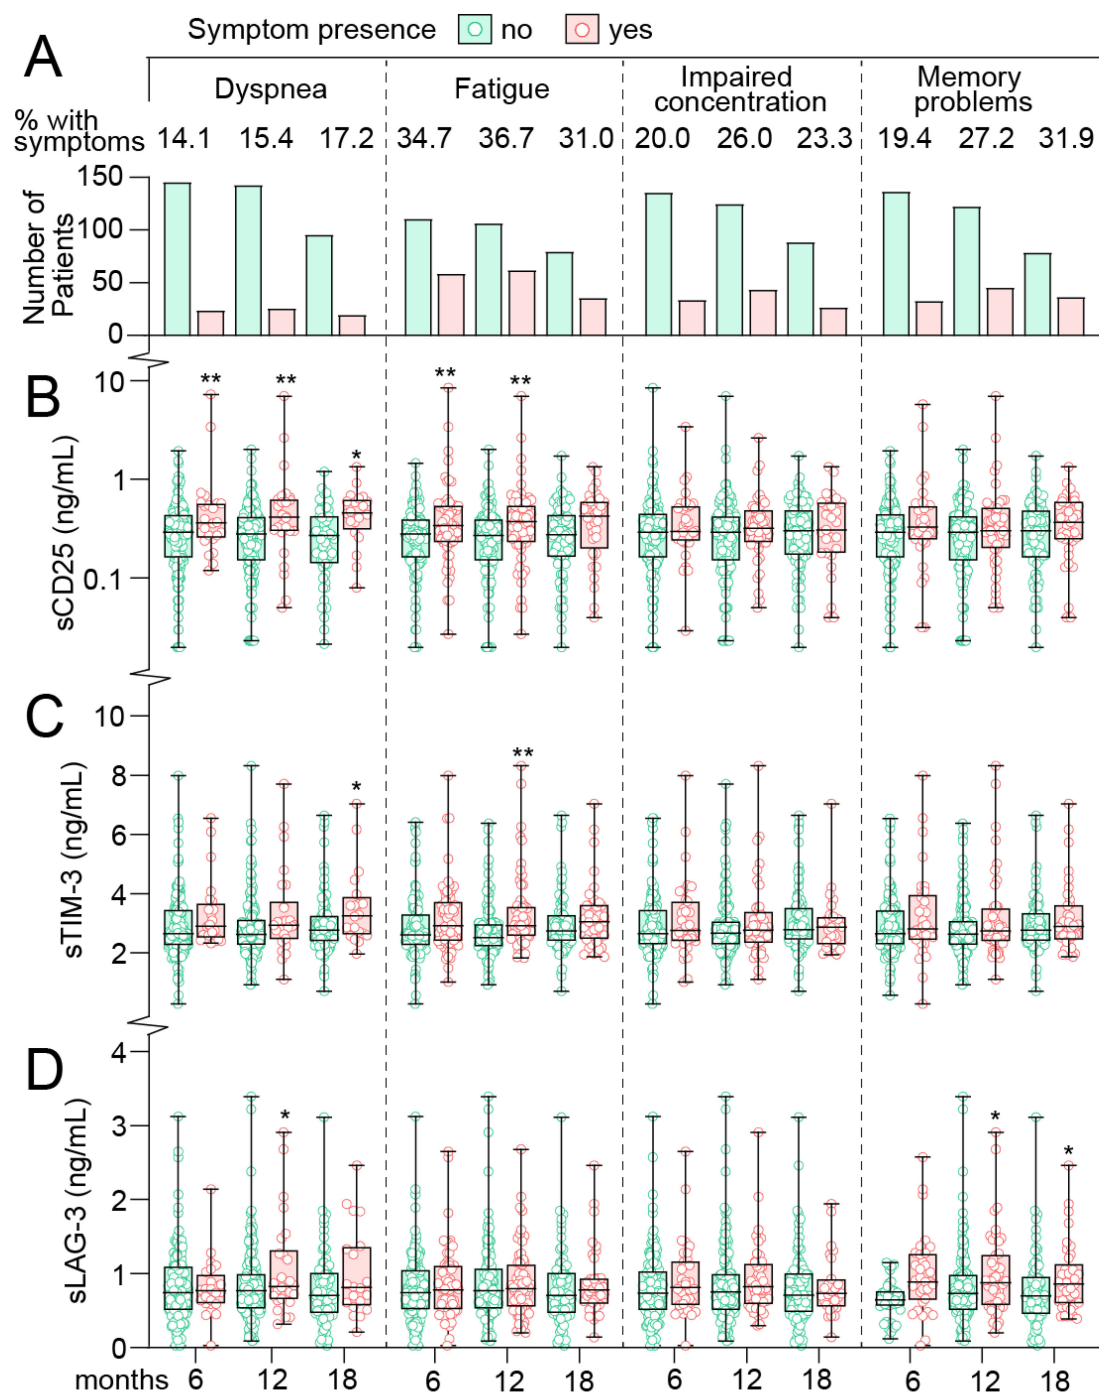 Symptom presence no yes
A
Dyspnea Fatigue Impaired concentration Memory problems
% with symptoms
14.1 15.4 17.2 34.7 36.7 31.0 20.0 26.0 23.3 19.4 27.2 31.9
Number of Patients
150
100
50
0
B
sCD25 (ng/mL)
** ** * ** **
10
1
0.1
C
sTIM-3 (ng/mL)
* **
10
8
6
4
2
D
sLAG-3 (ng/mL)
* * *
4
3
2
1
0
months 6 12 18 6 12 18 6 12 18 6 12 18